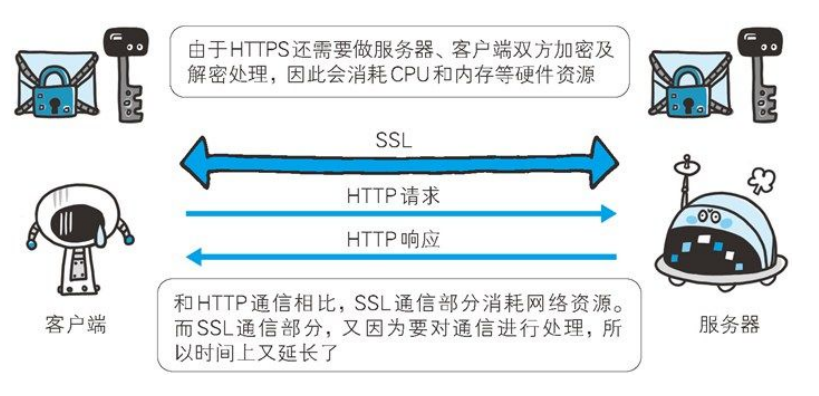 由于HTTPS还需要做服务器、客户端双方加密及
解密处理，因此会消耗CPU和内存等硬件资源
SSL
HTTP请求
HTTP响应
客户端
服务器
和HTTP通信相比，SSL通信部分消耗网络资源。
而SSL通信部分，又因为要对通信进行处理，所
以时间上又延长了